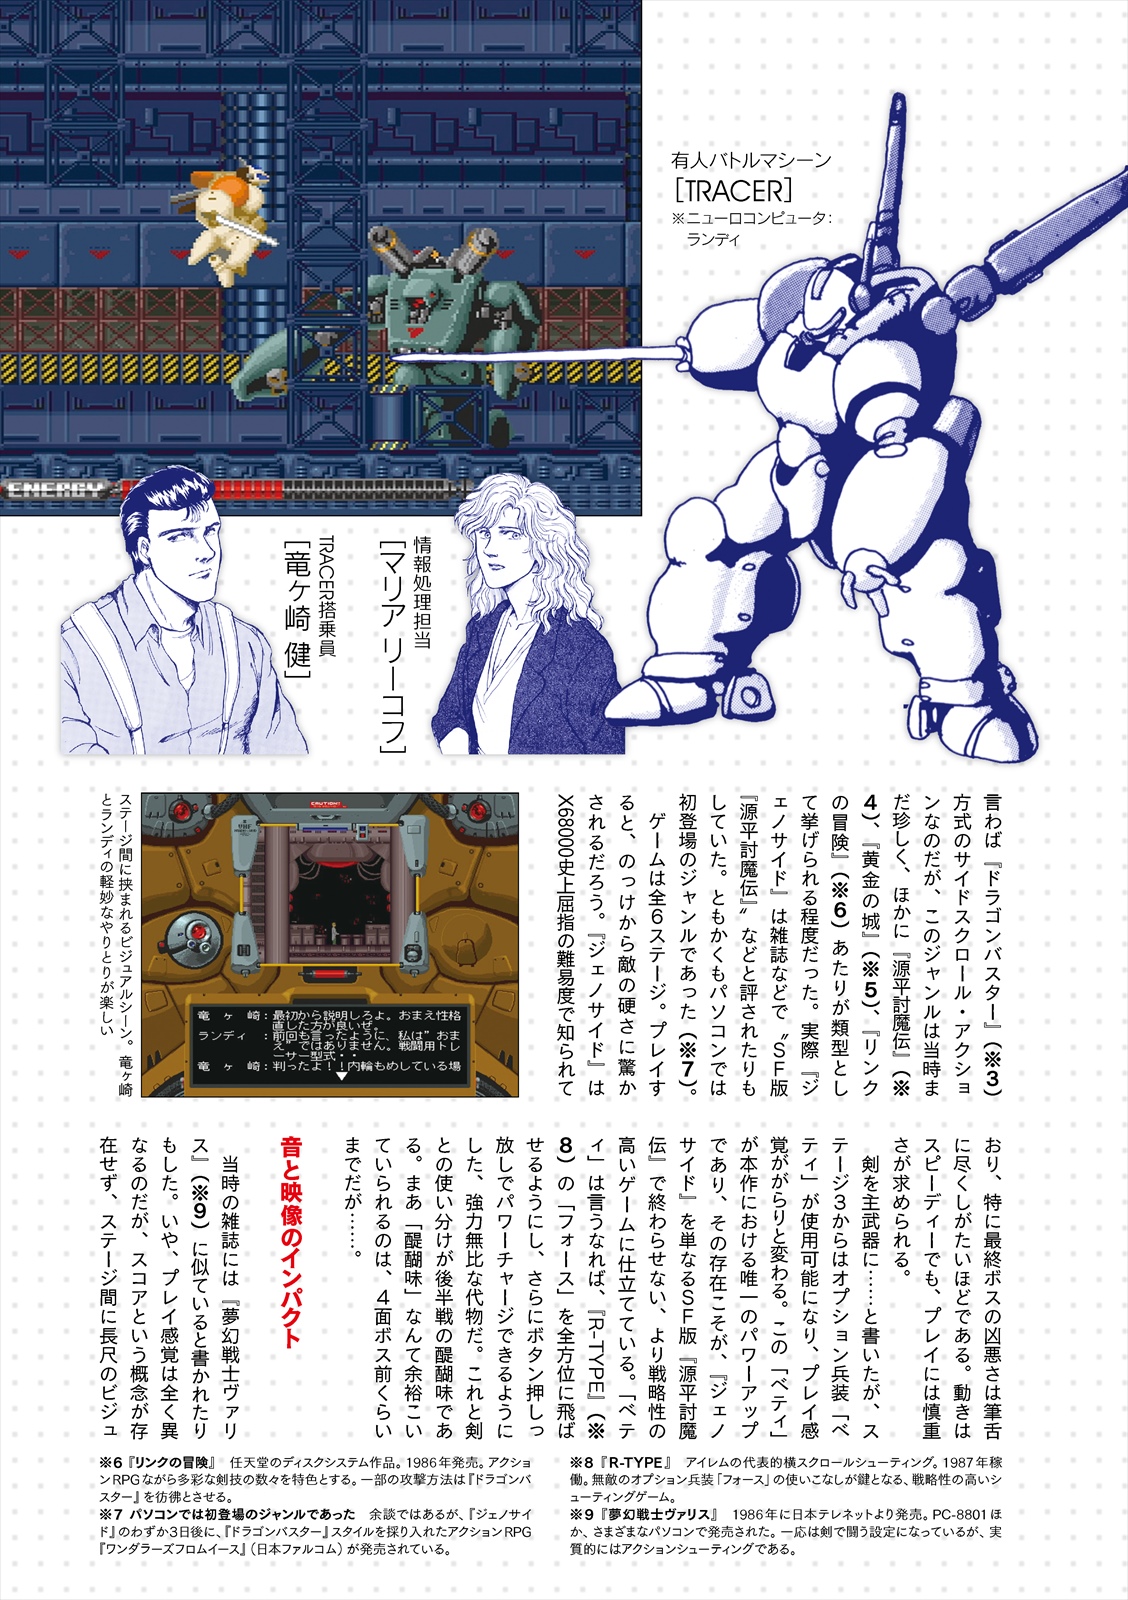 有人バトルマシーン
［TRACER］
※ニューロコンピュータ：
ランディ
ENERGY
情報処理担当
［マリア リーコフ］
TRACER搭乗員
［竜ヶ崎 健］
言わば『ドラゴンバスター』（※3）
方式のサイドスクロール・アクショ
ンなのだが、このジャンルは当時ま
だ珍しく、ほかに『源平討魔伝』（※
4）、『黄金の城』（※5）、『リンク
の冒険』（※6）あたりが類型とし
て挙げられる程度だった。実際『ジ
ェノサイド』は雑誌などで〝SF版
『源平討魔伝』〟などと評されたりも
していた。ともかくもパソコンでは
初登場のジャンルであった（※7）。
ゲームは全6ステージ。プレイす
ると、のっけから敵の硬さに驚か
されるだろう。『ジェノサイド』は
X68000史上屈指の難易度で知られて
CAUTION!
竜ヶ崎：最初から説明しろよ。おまえ性格
直した方が良いぜ。
ランディ：前回も言ったように、私は”おま
え”ではありません。戦闘用トレ
ーサー型式・・
竜ヶ崎：判ったよ！！内輪もめしている場
ステージ間に挟まれるビジュアルシーン。竜ヶ崎
とランディの軽妙なやりとりが楽しい
おり、特に最終ボスの凶悪さは筆舌
に尽くしがたいほどである。動きは
スピーディーでも、プレイには慎重
さが求められる。
剣を主武器に……と書いたが、ス
テージ3からはオプション兵装「ベ
ティ」が使用可能になり、プレイ感
覚ががらりと変わる。この「ベティ」
が本作における唯一のパワーアップ
であり、その存在こそが、『ジェノ
サイド』を単なるSF版『源平討魔
伝』で終わらせない、より戦略性の
高いゲームに仕立てている。「ベテ
ィ」は言うなれば、『R-TYPE』（※
8）の「フォース」を全方位に飛ば
せるようにし、さらにボタン押しっ
放しでパワーチャージできるように
した、強力無比な代物だ。これと剣
との使い分けが後半戦の醍醐味であ
る。まあ「醍醐味」なんて余裕こい
ていられるのは、4面ボス前くらい
までだが……。
音と映像のインパクト
当時の雑誌には『夢幻戦士ヴァリ
ス』（※9）に似ていると書かれたり
もした。いや、プレイ感覚は全く異
なるのだが、スコアという概念が存
在せず、ステージ間に長尺のビジュ
※6『リンクの冒険』　任天堂のディスクシステム作品。1986年発売。アクショ
ンRPGながら多彩な剣技の数々を特色とする。一部の攻撃方法は『ドラゴンバ
スター』を彷彿とさせる。
※7 パソコンでは初登場のジャンルであった　余談ではあるが、『ジェノサイ
ド』のわずか3日後に、『ドラゴンバスター』スタイルを採り入れたアクションRPG
『ワンダラーズフロムイース』（日本ファルコム）が発売されている。
※8『R-TYPE』　アイレムの代表的横スクロールシューティング。1987年稼
働。無敵のオプション兵装「フォース」の使いこなしが鍵となる、戦略性の高いシ
ューティングゲーム。
※9『夢幻戦士ヴァリス』　1986年に日本テレネットより発売。PC-8801ほ
か、さまざまなパソコンで発売された。一応は剣で闘う設定になっているが、実
質的にはアクションシューティングである。